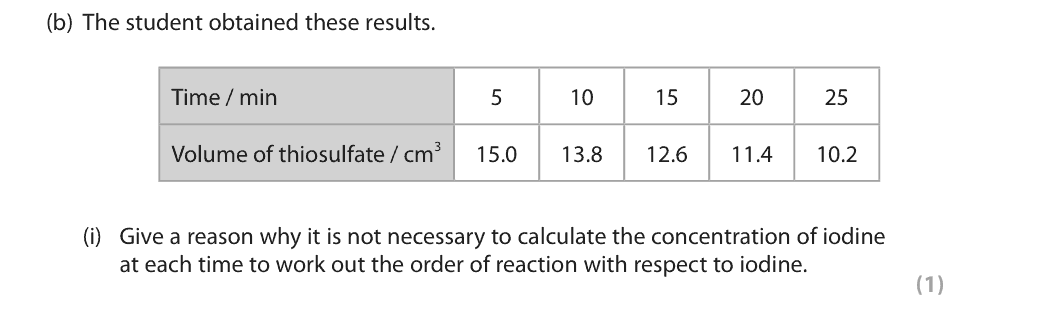 (b) The student obtained these results.
Time / min 5 10 15 20 25
Volume of thiosulfate / cm³ 15.0 13.8 12.6 11.4 10.2
(i) Give a reason why it is not necessary to calculate the concentration of iodine
at each time to work out the order of reaction with respect to iodine.
(1)